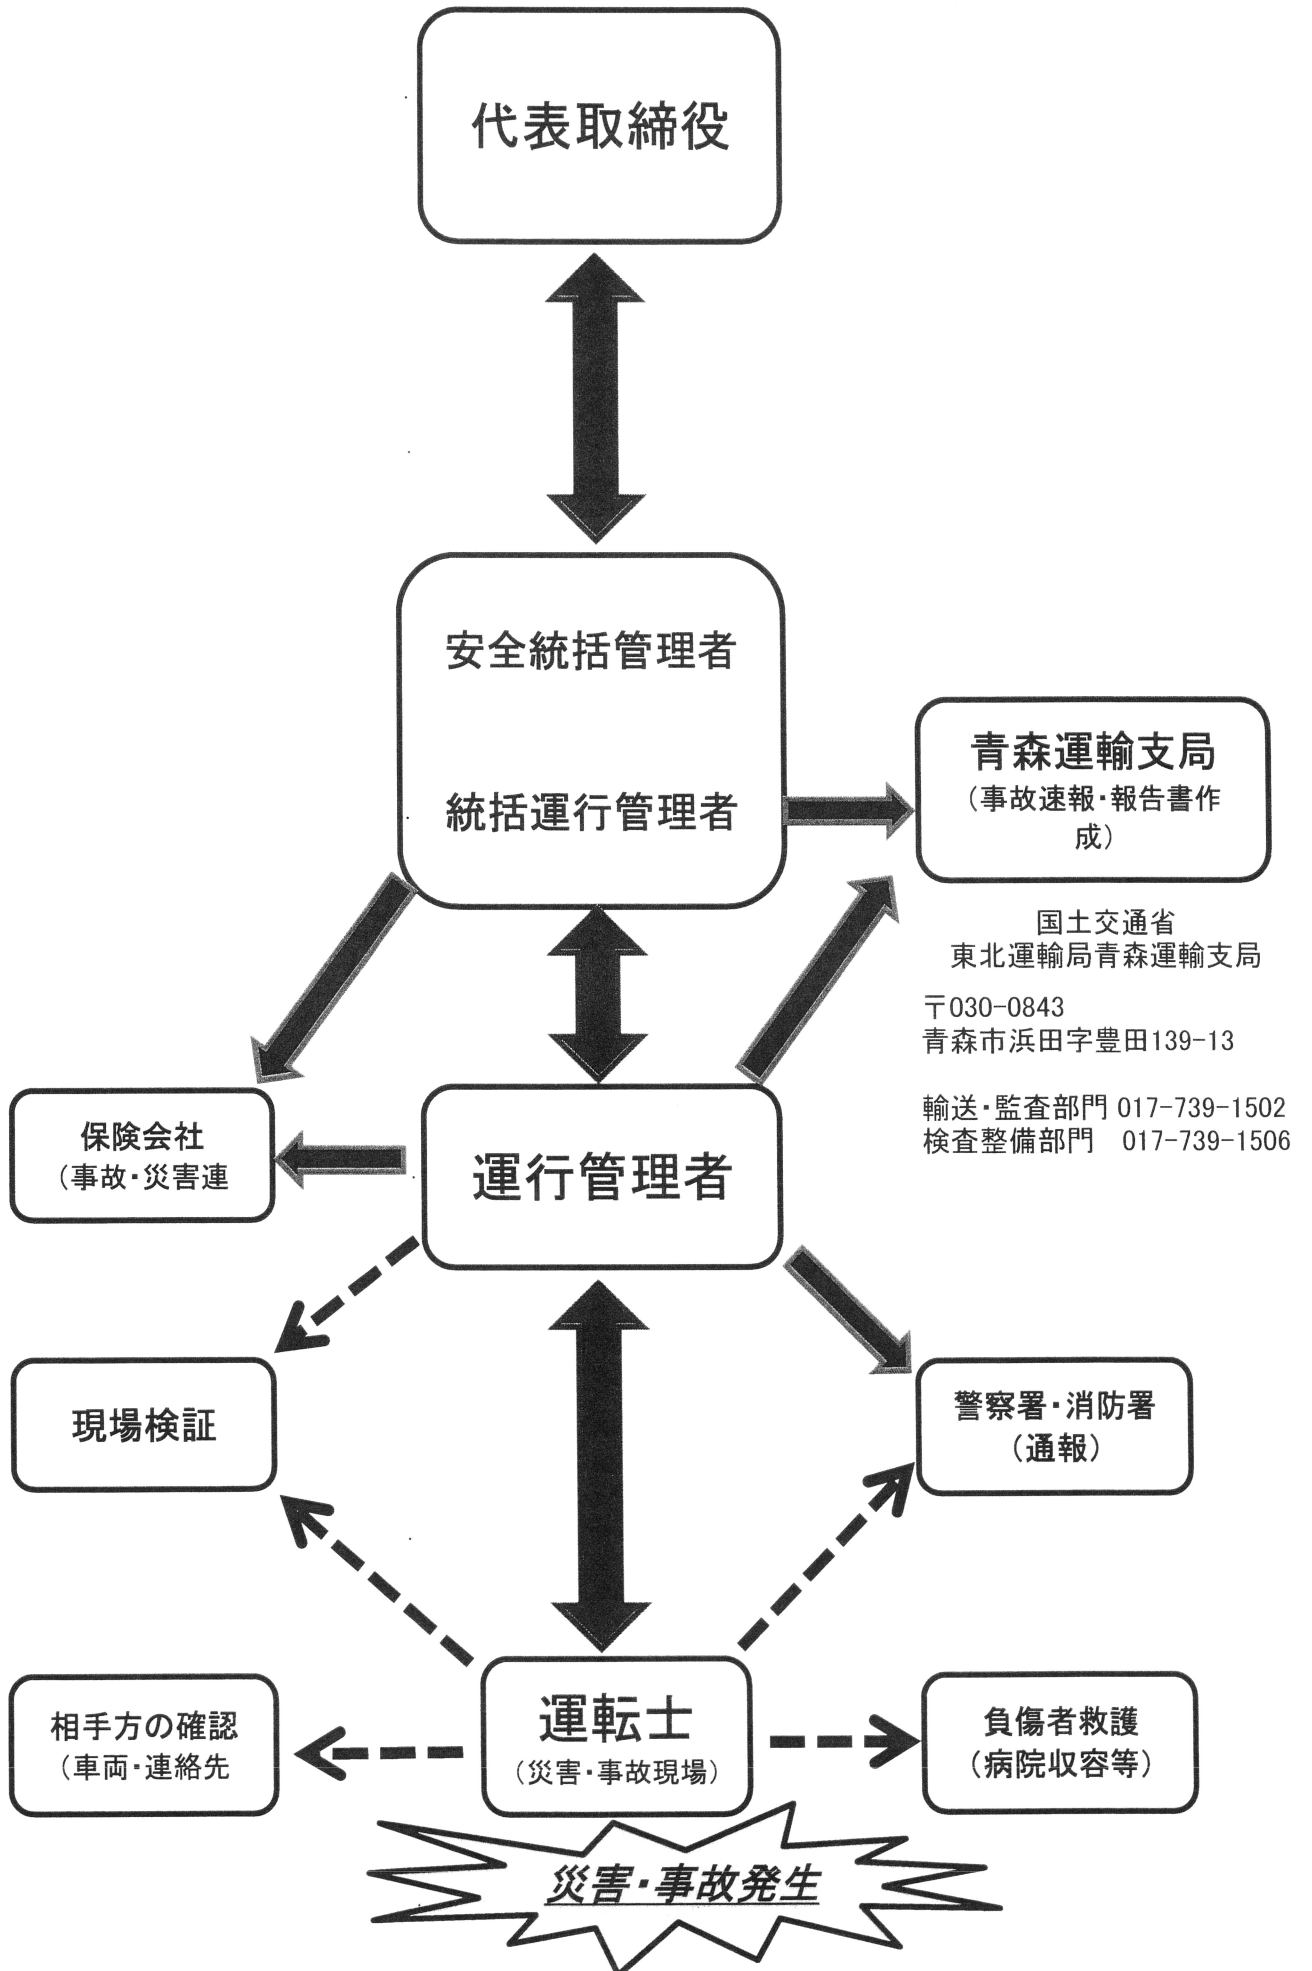 代表取締役
安全統括管理者
統括運行管理者
青森運輸支局
（事故速報・報告書作
成）
国土交通省
東北運輸局青森運輸支局
〒030-0843
青森市浜田字豊田139-13
輸送・監査部門 017-739-1502
検査整備部門　017-739-1506
保険会社
（事故・災害連
運行管理者
現場検証
警察署・消防署
（通報）
相手方の確認
（車両・連絡先
運転士
（災害・事故現場）
負傷者救護
（病院収容等）
災害・事故発生